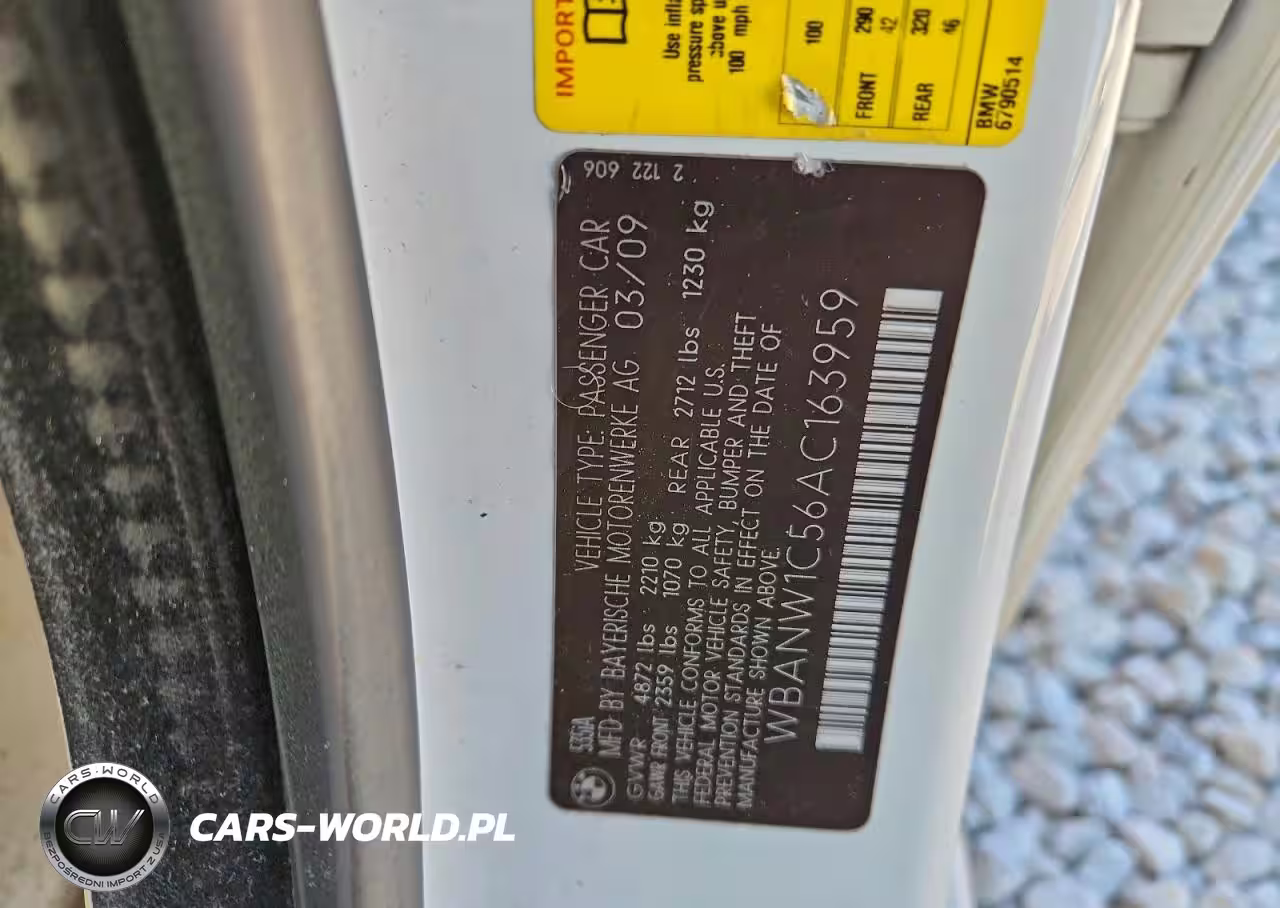 IMPORT
Use infla
pressure sp
above u
100 mph
100
FRONT 290
42
REAR 320
46
BMW
6790514
2 122 606
VEHICLE TYPE: PASSENGER CAR
MFD BY BAYERISCHE MOTORENWERKE AG 03/09
GVWR 4872 lbs 2210 kg
GAWR FRONT 2359 lbs 1070 kg REAR 2712 lbs 1230 kg
THIS VEHICLE CONFORMS TO ALL APPLICABLE U.S.
FEDERAL MOTOR VEHICLE SAFETY, BUMPER AND THEFT
PREVENTION STANDARDS IN EFFECT ON THE DATE OF
MANUFACTURE SHOWN ABOVE.
WBANW1C56AC163959
CARS-WORLD
CW
BEZPOŚREDNI IMPORT Z USA
CARS-WORLD.PL